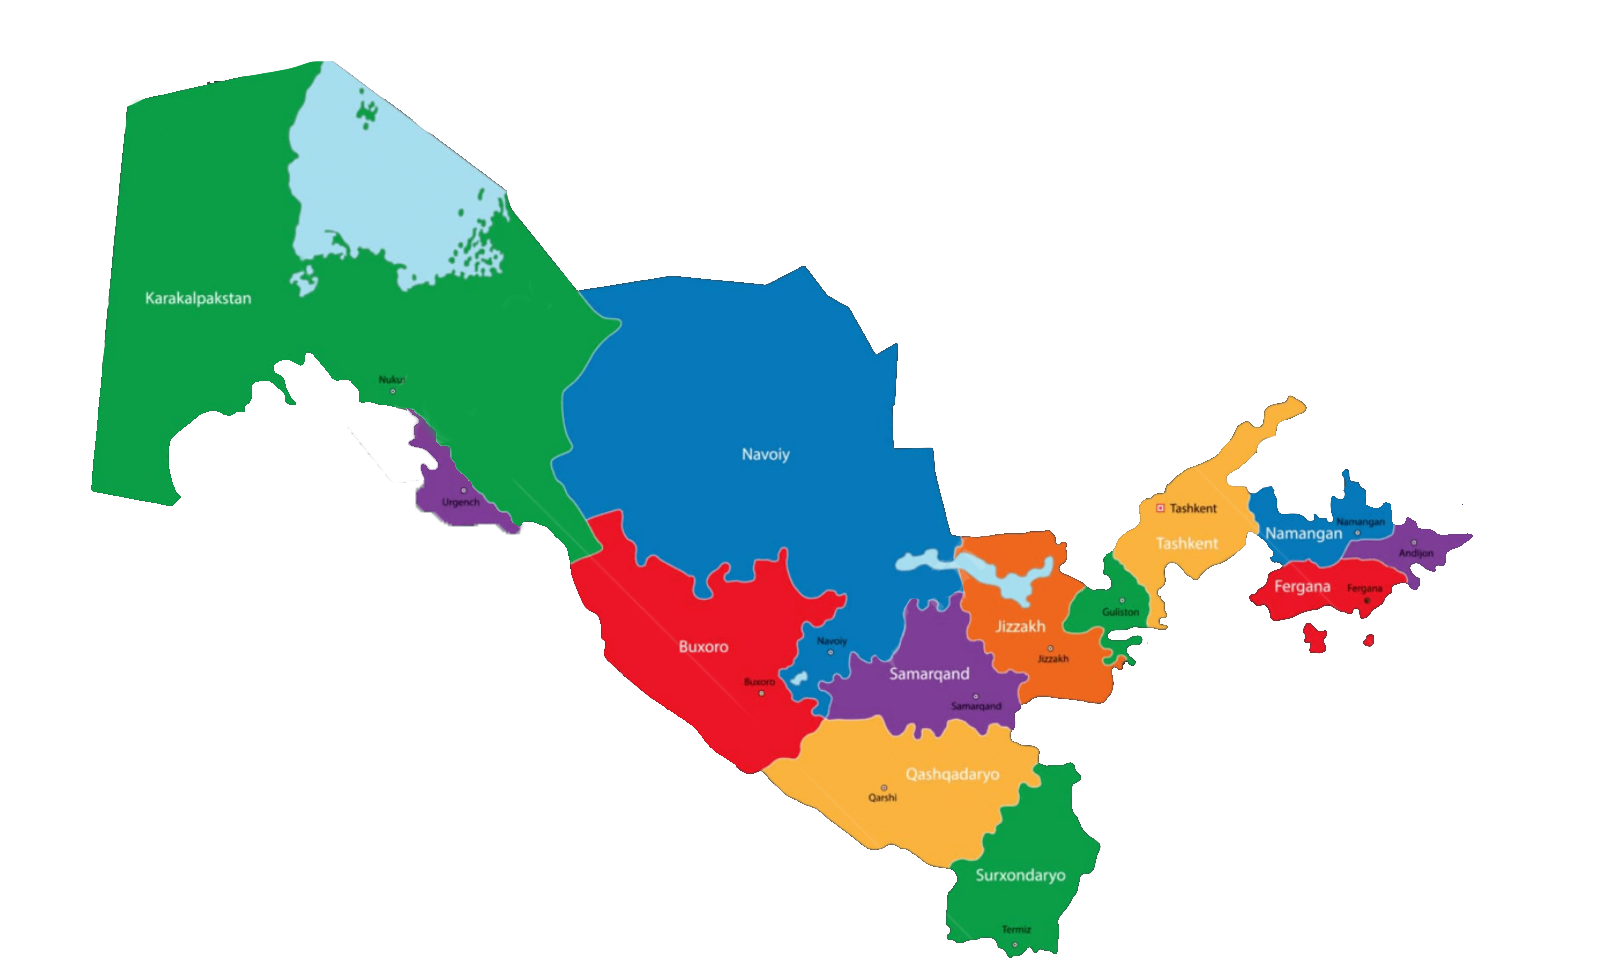 Karakalpakstan
Nukus
Urgench
Navoiy
Tashkent
Tashkent
Namangan
Namangan
Andijon
Fergana
Fergana
Guliston
Jizzakh
Jizzakh
Buxoro
Buxoro
Navoiy
Samarqand
Samarqand
Qashqadaryo
Qarshi
Surxondaryo
Termiz